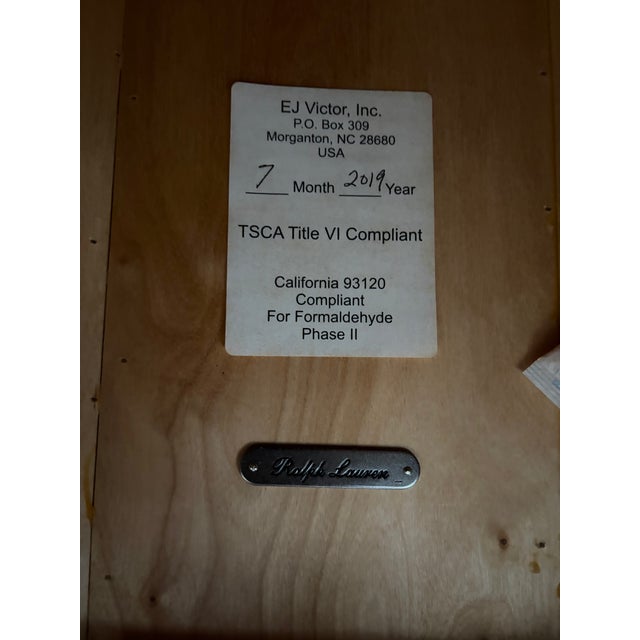 EJ Victor, Inc.
P.O. Box 309
Morganton, NC 28680
USA
7 Month 2019 Year
TSCA Title VI Compliant
California 93120
Compliant
For Formaldehyde
Phase II
Ralph Lauren